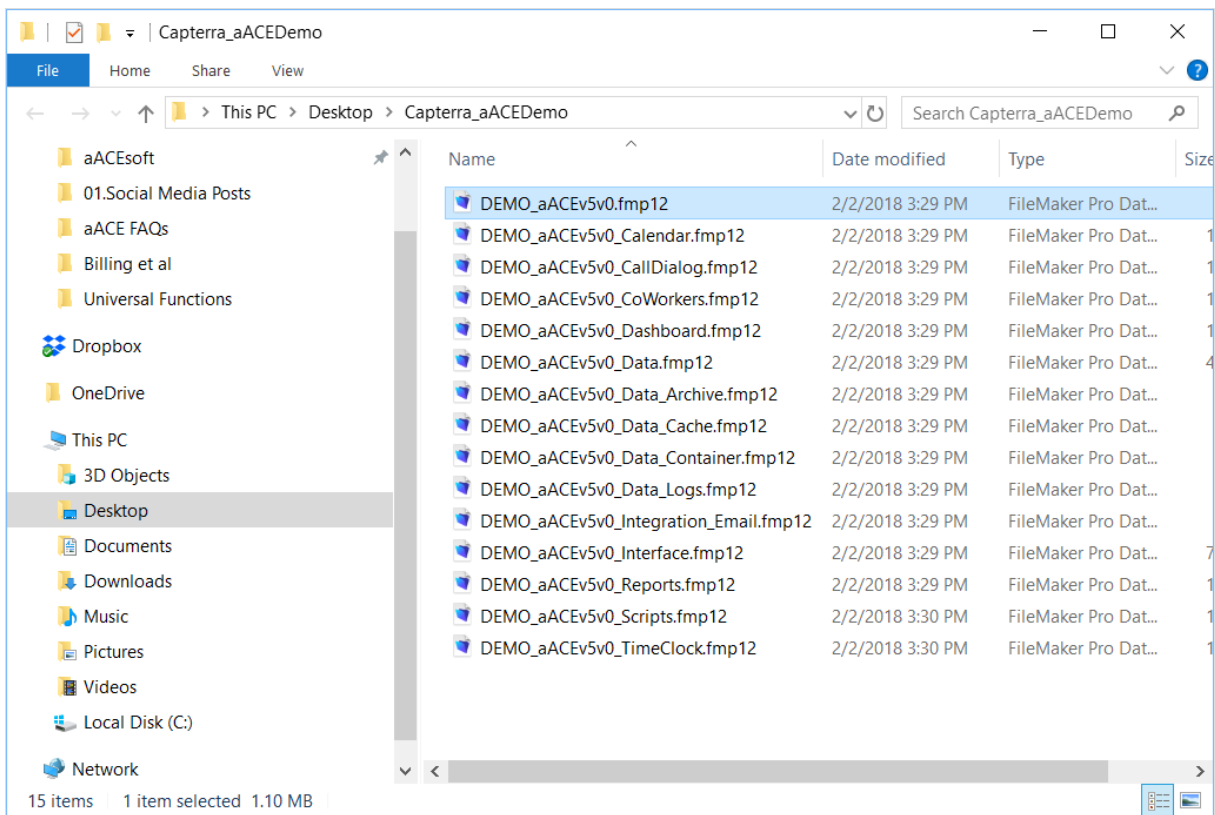 Capterra_aACEDemo
File Home Share View
This PC > Desktop > Capterra_aACEDemo Search Capterra_aACEDemo
aACEsoft
01.Social Media Posts
aACE FAQs
Billing et al
Universal Functions
Dropbox
OneDrive
This PC
3D Objects
Desktop
Documents
Downloads
Music
Pictures
Videos
Local Disk (C:)
Network
Name Date modified Type Size
DEMO_aACEv5v0.fmp12 2/2/2018 3:29 PM FileMaker Pro Dat...
DEMO_aACEv5v0_Calendar.fmp12 2/2/2018 3:29 PM FileMaker Pro Dat... 1
DEMO_aACEv5v0_CallDialog.fmp12 2/2/2018 3:29 PM FileMaker Pro Dat... 1
DEMO_aACEv5v0_CoWorkers.fmp12 2/2/2018 3:29 PM FileMaker Pro Dat... 1
DEMO_aACEv5v0_Dashboard.fmp12 2/2/2018 3:29 PM FileMaker Pro Dat... 1
DEMO_aACEv5v0_Data.fmp12 2/2/2018 3:29 PM FileMaker Pro Dat... 4
DEMO_aACEv5v0_Data_Archive.fmp12 2/2/2018 3:29 PM FileMaker Pro Dat...
DEMO_aACEv5v0_Data_Cache.fmp12 2/2/2018 3:29 PM FileMaker Pro Dat...
DEMO_aACEv5v0_Data_Container.fmp12 2/2/2018 3:29 PM FileMaker Pro Dat...
DEMO_aACEv5v0_Data_Logs.fmp12 2/2/2018 3:29 PM FileMaker Pro Dat...
DEMO_aACEv5v0_Integration_Email.fmp12 2/2/2018 3:29 PM FileMaker Pro Dat...
DEMO_aACEv5v0_Interface.fmp12 2/2/2018 3:29 PM FileMaker Pro Dat... 7
DEMO_aACEv5v0_Reports.fmp12 2/2/2018 3:29 PM FileMaker Pro Dat... 1
DEMO_aACEv5v0_Scripts.fmp12 2/2/2018 3:30 PM FileMaker Pro Dat... 1
DEMO_aACEv5v0_TimeClock.fmp12 2/2/2018 3:30 PM FileMaker Pro Dat... 1
15 items 1 item selected 1.10 MB